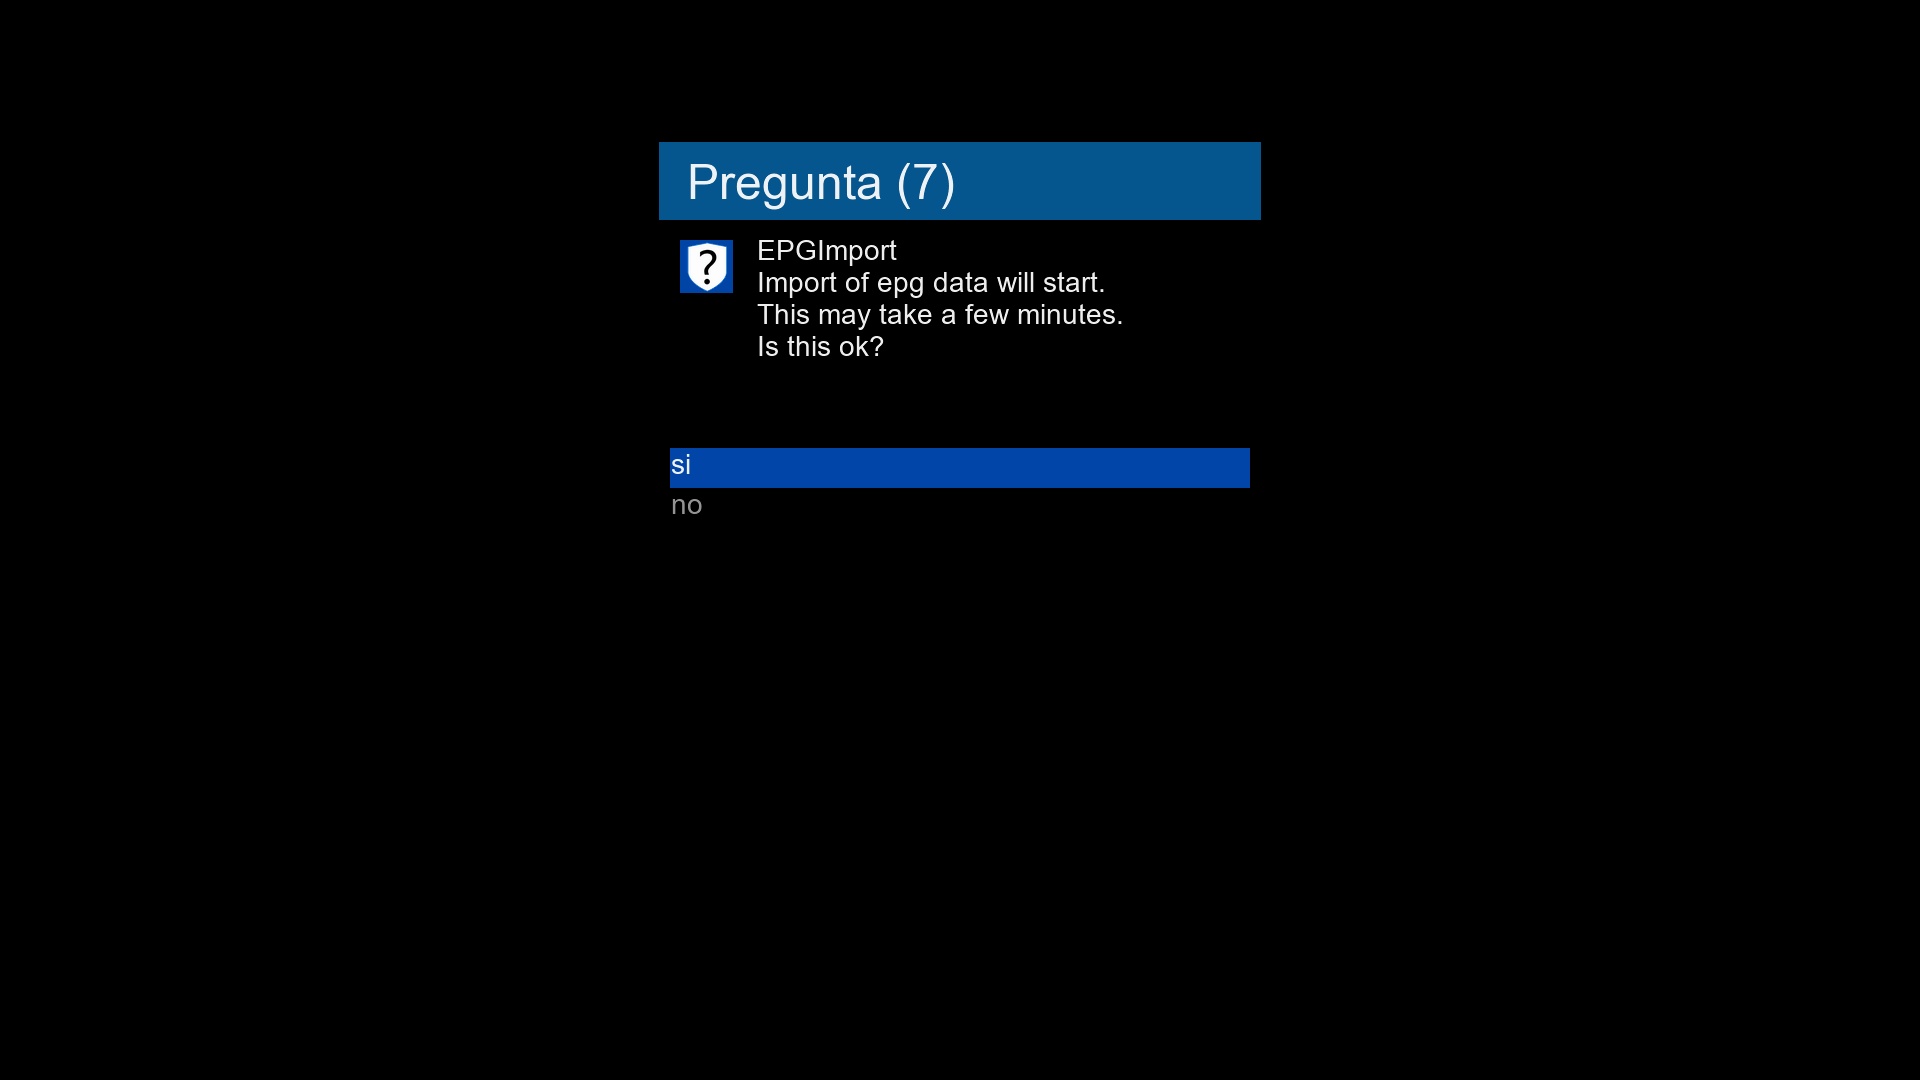 Pregunta (7)
?
EPGImport
Import of epg data will start.
This may take a few minutes.
Is this ok?
si
no